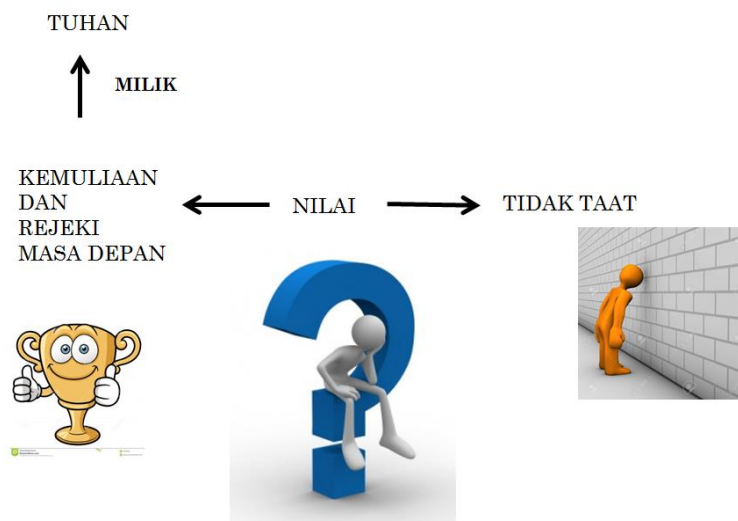 TUHAN
MILIK
KEMULIAAN
DAN
REJEKI
MASA DEPAN
NILAI
TIDAK TAAT